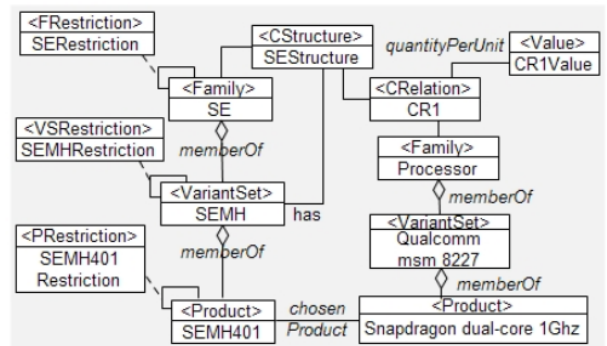 <FRestriction>
SERestriction
<CStructure>
SEStructure
quantityPerUnit
<Value>
CR1Value
<Family>
SE
<CRelation>
CR1
<VSRestriction>
SEMHRestriction
memberOf
<Family>
Processor
memberOf
<VariantSet>
SEMH
has
<VariantSet>
Qualcomm
msm 8227
<PRestriction>
SEMH401
Restriction
memberOf
memberOf
<Product>
SEMH401
chosen
Product
<Product>
Snapdragon dual-core 1Ghz